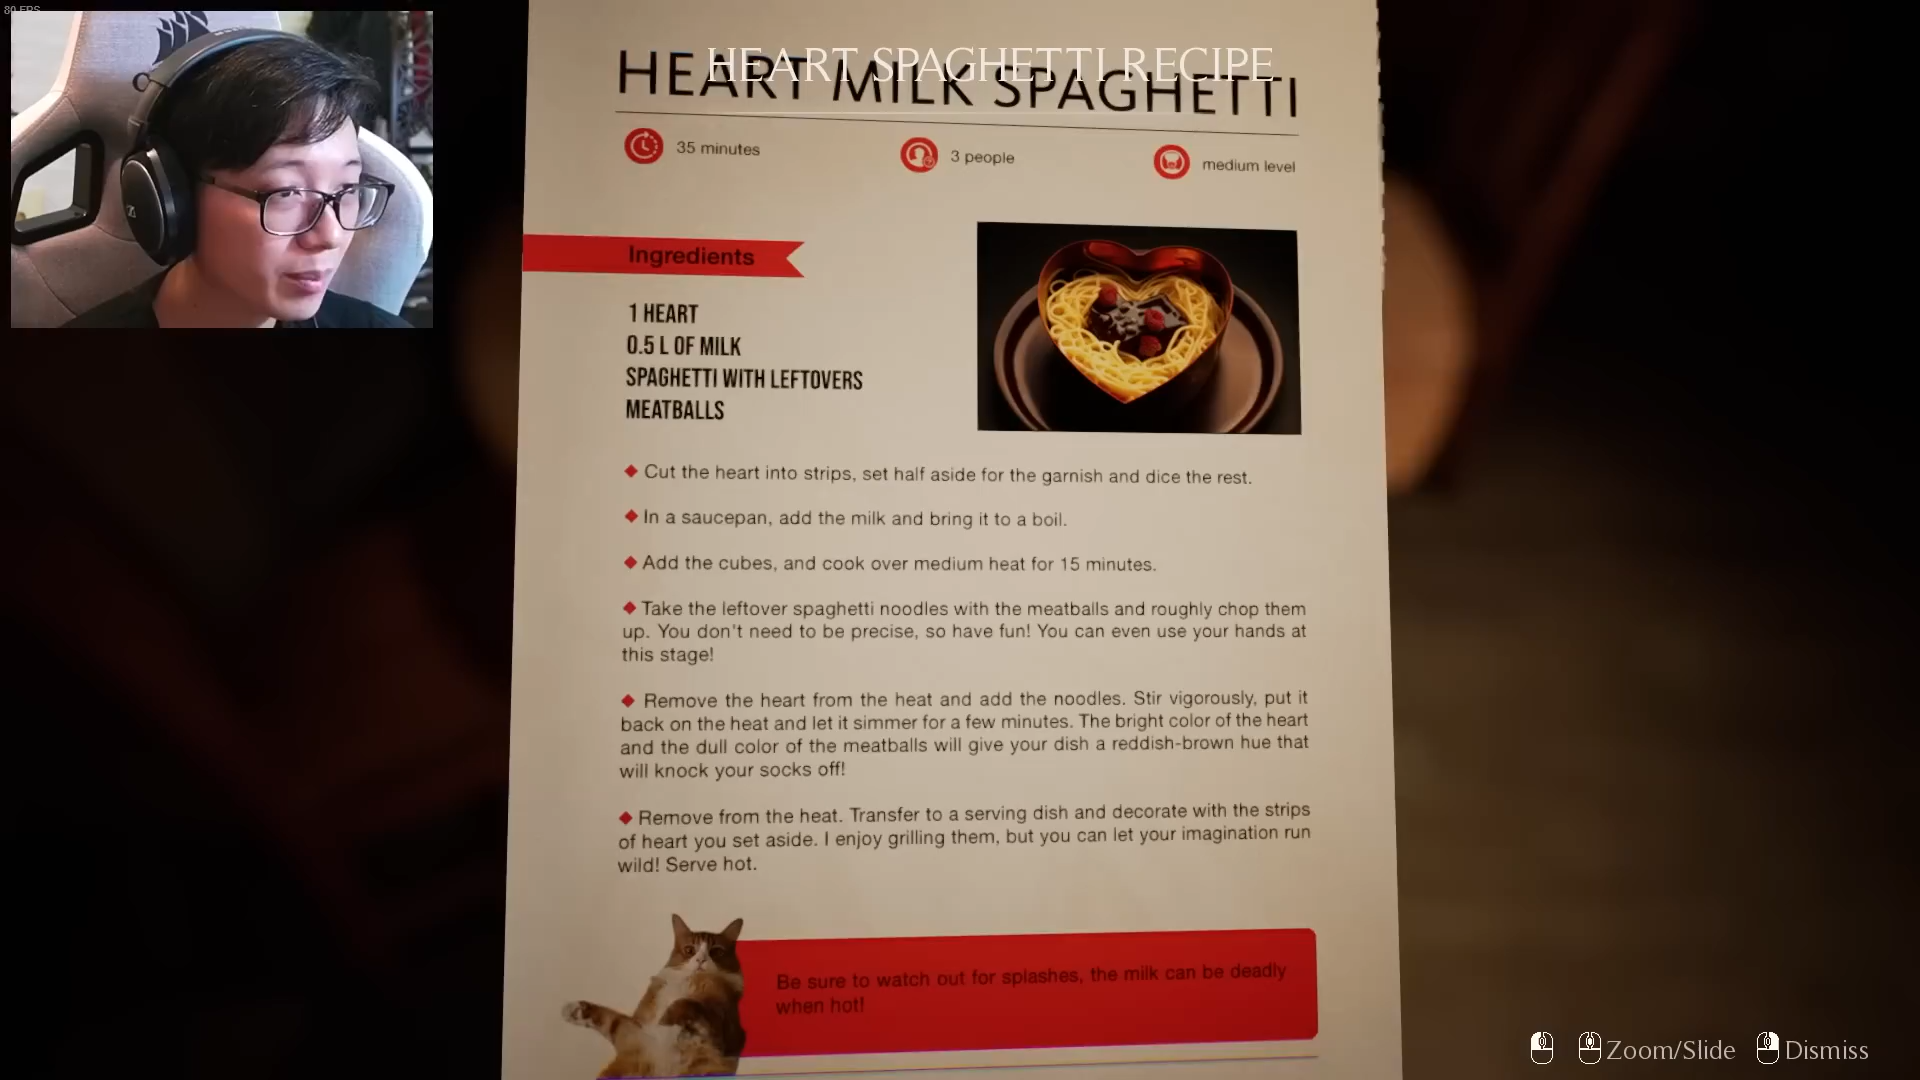 80 FPS
HEART SPAGHETTI RECIPE
HEART MILK SPAGHETTI
35 minutes
3 people
medium level
Ingredients
1 HEART
0.5 L OF MILK
SPAGHETTI WITH LEFTOVERS
MEATBALLS
Cut the heart into strips, set half aside for the garnish and dice the rest.
In a saucepan, add the milk and bring it to a boil.
Add the cubes, and cook over medium heat for 15 minutes.
Take the leftover spaghetti noodles with the meatballs and roughly chop them
up. You don't need to be precise, so have fun! You can even use your hands at
this stage!
Remove the heart from the heat and add the noodles. Stir vigorously, put it
back on the heat and let it simmer for a few minutes. The bright color of the heart
and the dull color of the meatballs will give your dish a reddish-brown hue that
will knock your socks off!
Remove from the heat. Transfer to a serving dish and decorate with the strips
of heart you set aside. I enjoy grilling them, but you can let your imagination run
wild! Serve hot.
Be sure to watch out for splashes, the milk can be deadly
when hot!
Zoom/Slide
Dismiss